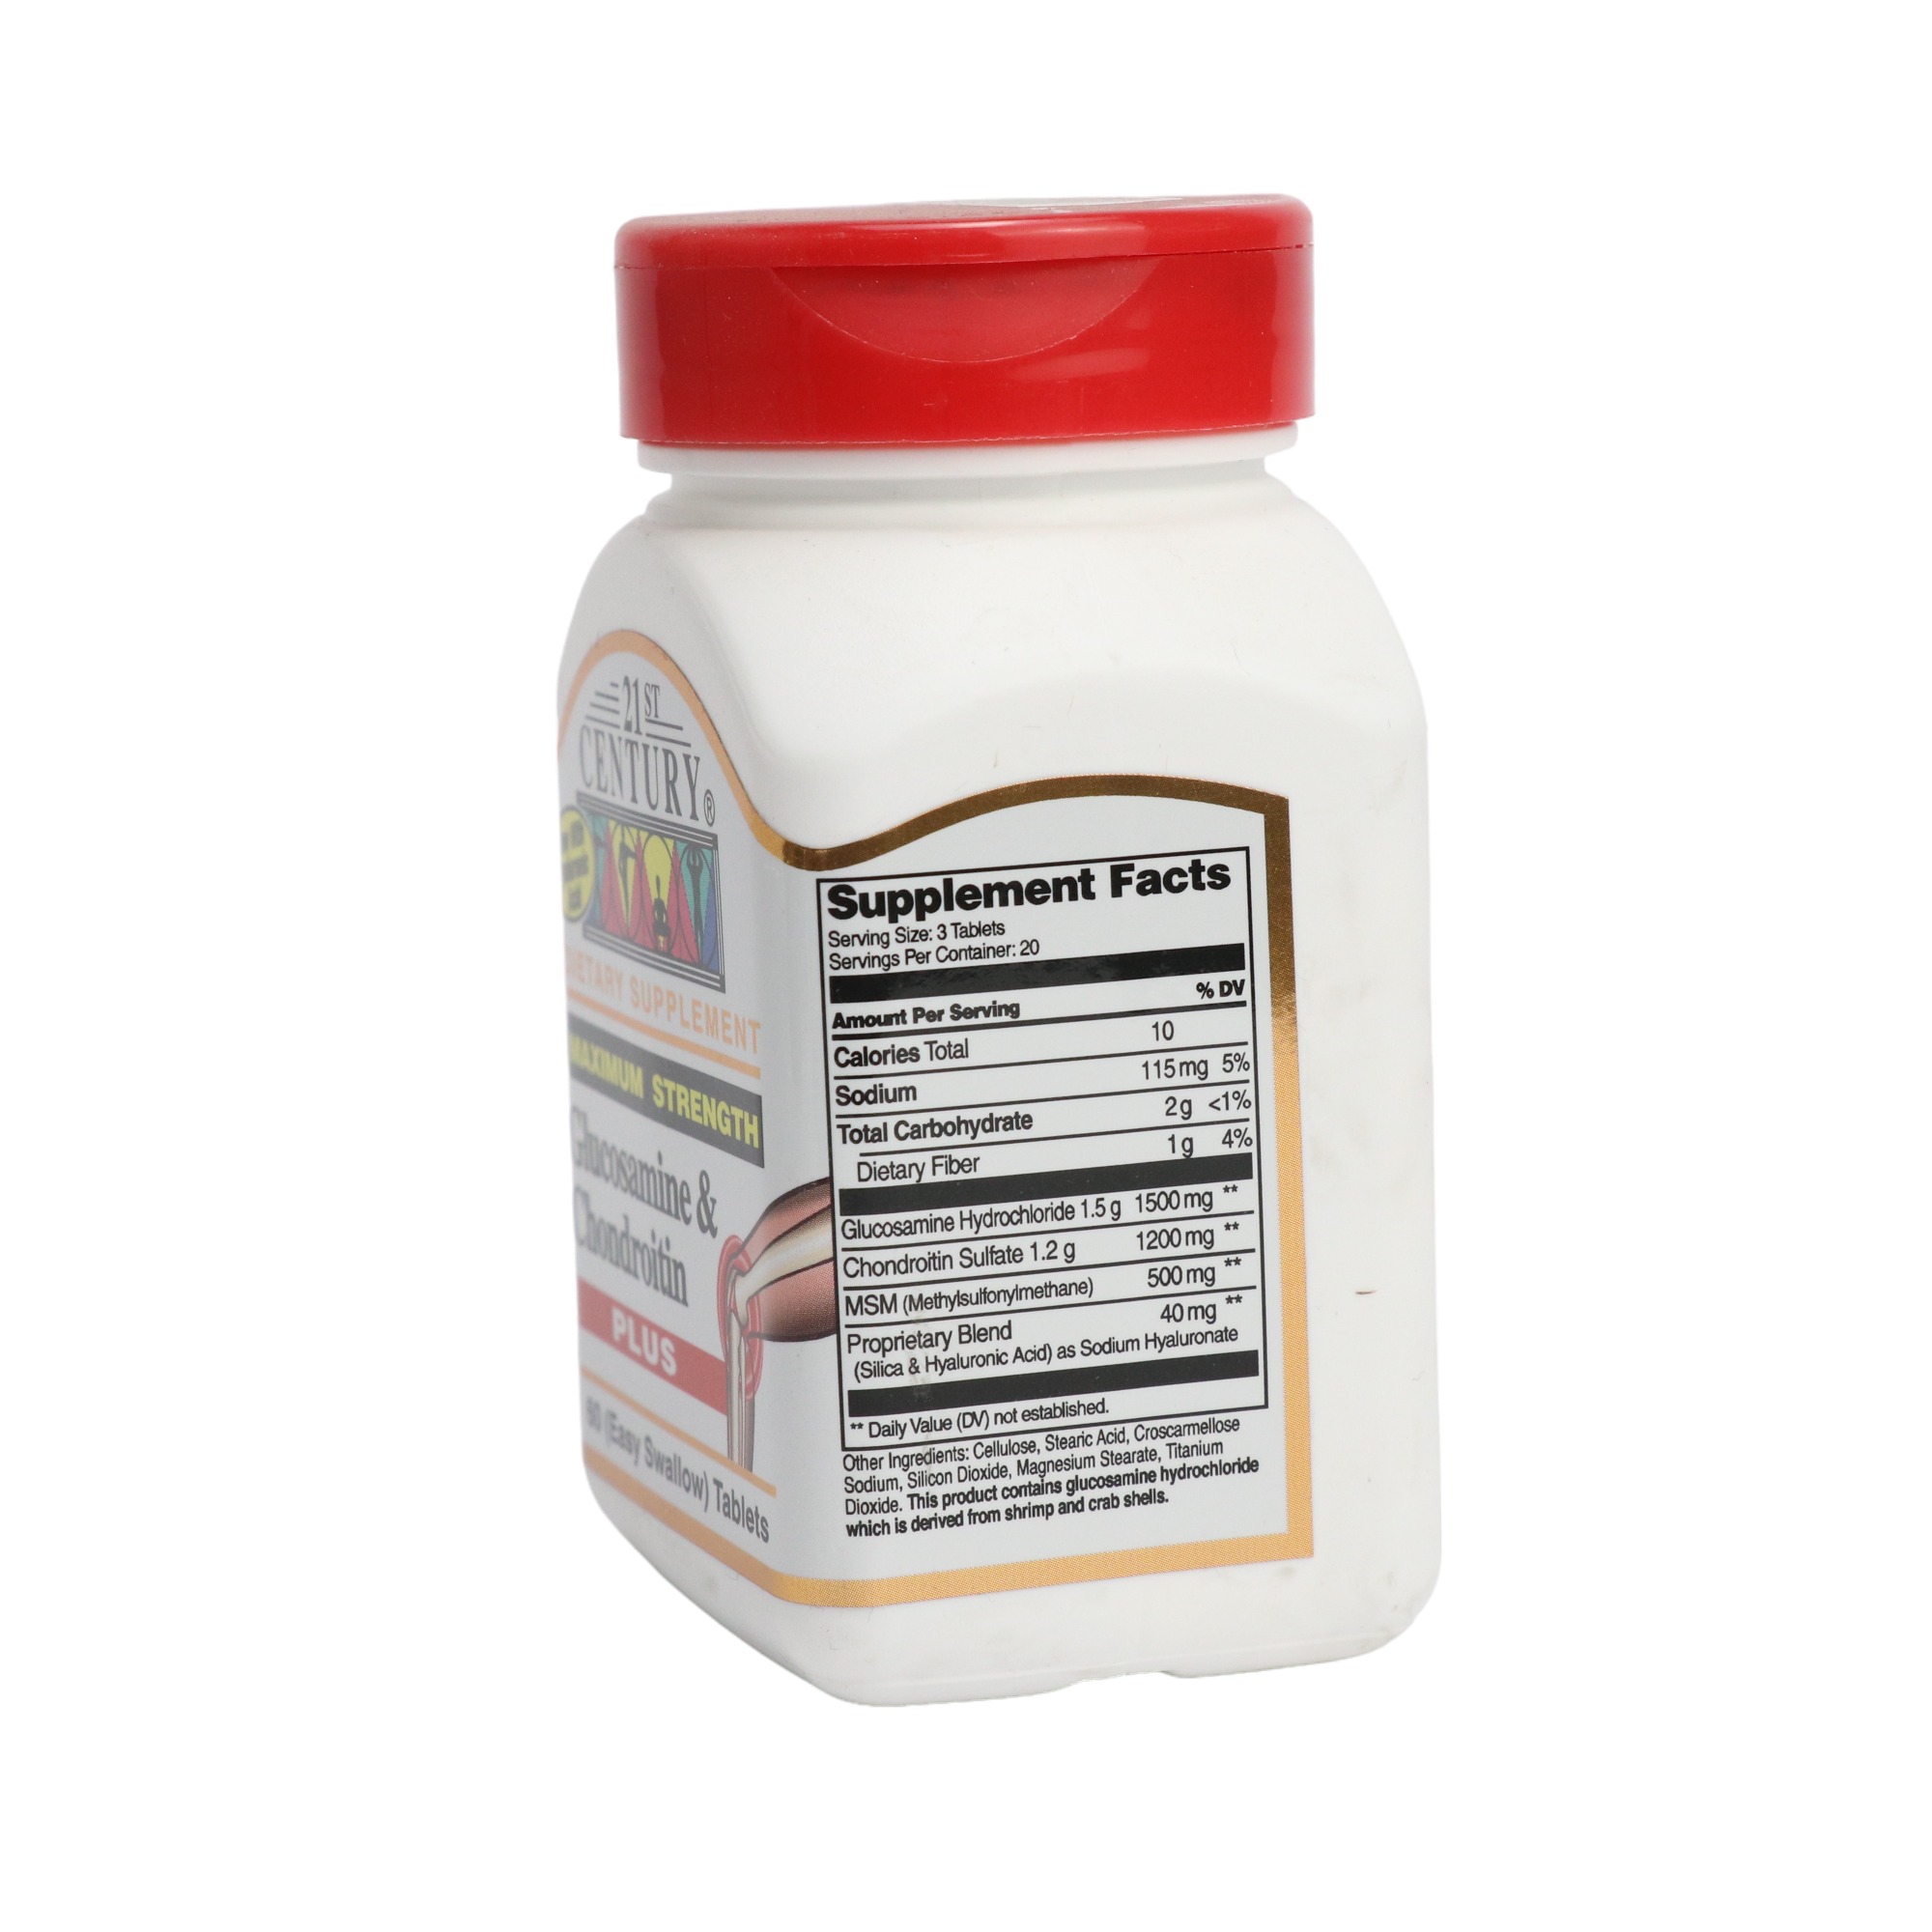 21ST
CENTURY®
DIETARY SUPPLEMENT
MAXIMUM STRENGTH
Glucosamine &
Chondroitin
PLUS
60 (Easy Swallow) Tablets
Supplement Facts
Serving Size: 3 Tablets
Servings Per Container: 20
% DV
Amount Per Serving
Calories Total 10
Sodium 115 mg 5%
Total Carbohydrate 2 g <1%
Dietary Fiber 1 g 4%
Glucosamine Hydrochloride 1.5 g 1500 mg **
Chondroitin Sulfate 1.2 g 1200 mg **
MSM (Methylsulfonylmethane) 500 mg **
Proprietary Blend 40 mg **
(Silica & Hyaluronic Acid) as Sodium Hyaluronate
** Daily Value (DV) not established.
Other Ingredients: Cellulose, Stearic Acid, Croscarmellose
Sodium, Silicon Dioxide, Magnesium Stearate, Titanium
Dioxide. This product contains glucosamine hydrochloride
which is derived from shrimp and crab shells.